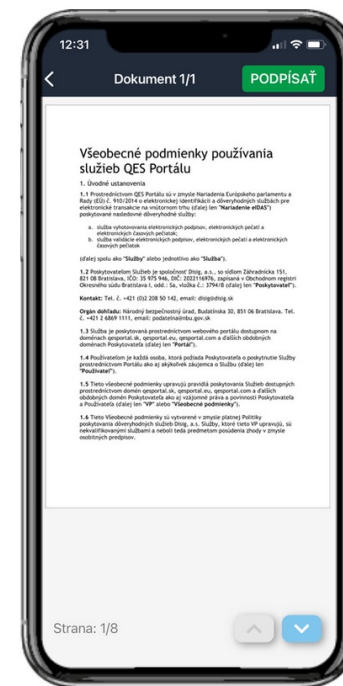 12:31
Dokument 1/1
PODPÍSAŤ
Všeobecné podmienky používania
služieb QES Portálu
1. Úvodné ustanovenia
1.1 Prostredníctvom QES Portálu sú v zmysle Nariadenia Európskeho parlamentu a
Rady (EÚ) č. 910/2014 o elektronickej identifikácii a dôveryhodných službách pre
elektronické transakcie na vnútornom trhu (ďalej len "Nariadenie eIDAS")
poskytované nasledovné dôveryhodné služby:
a. služba vyhotovovania elektronických podpisov, elektronických pečatí a
elektronických časových pečiatok;
b. služba validácie elektronických podpisov, elektronických pečatí a elektronických
časových pečiatok
(ďalej spolu ako "Služby" alebo jednotlivo ako "Služba").
1.2 Poskytovateľom Služieb je spoločnosť Disig, a.s., so sídlom Záhradnícka 151,
821 08 Bratislava, IČO: 35 975 946, DIČ: 2022116976, zapísaná v Obchodnom registri
Okresného súdu Bratislava I, odd.: Sa, vložka č.: 3794/B (ďalej len "Poskytovateľ").
Kontakt: Tel. č. +421 (0)2 208 50 142, email: disig@disig.sk
Orgán dohľadu: Národný bezpečnostný úrad, Budatínska 30, 851 06 Bratislava. Tel.
č. +421 2 6869 1111, email: podatelna@nbu.gov.sk
1.3 Služba je poskytovaná prostredníctvom webového portálu dostupnom na
doménach qesportal.sk, qesportal.eu, qesportal.com a ďalších obdobných
doménach Poskytovateľa (ďalej len "Portál").
1.4 Používateľom je každá osoba, ktorá požiada Poskytovateľa o poskytnutie Služby
prostredníctvom Portálu ako aj akýkoľvek záujemca o Službu (ďalej len
"Používateľ").
1.5 Tieto všeobecné podmienky upravujú pravidlá poskytovania Služieb dostupných
prostredníctvom domén qesportal.sk, qesportal.eu, qesportal.com a ďalších
obdobných domén Poskytovateľa ako aj vzájomné práva a povinnosti Poskytovateľa
a Používateľa (ďalej len "VP" alebo "Všeobecné podmienky").
1.6 Tieto Všeobecné podmienky sú vytvorené v zmysle platnej Politiky
poskytovania dôveryhodných služieb Disig, a.s. Služby, ktoré tieto VP upravujú, sú
nekvalifikovanými službami a neboli teda predmetom posúdenia zhody v zmysle
osobitných predpisov.
Strana: 1/8